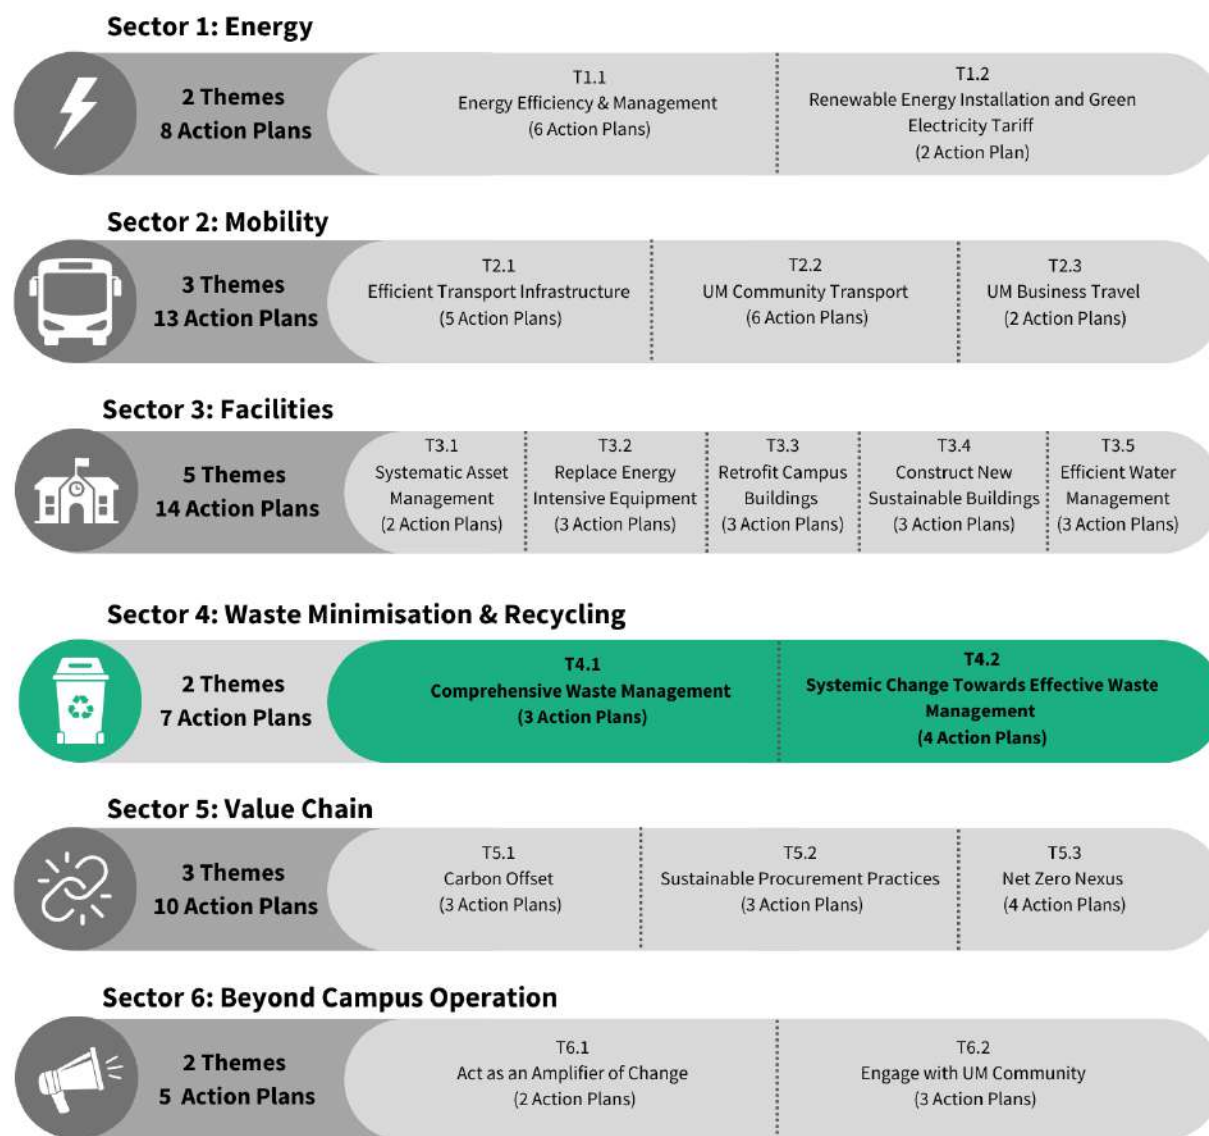 Sector 1: Energy
2 Themes
8 Action Plans
T1.1
Energy Efficiency & Management
(6 Action Plans)
T1.2
Renewable Energy Installation and Green
Electricity Tariff
(2 Action Plan)
Sector 2: Mobility
3 Themes
13 Action Plans
T2.1
Efficient Transport Infrastructure
(5 Action Plans)
T2.2
UM Community Transport
(6 Action Plans)
T2.3
UM Business Travel
(2 Action Plans)
Sector 3: Facilities
5 Themes
14 Action Plans
T3.1
Systematic Asset
Management
(2 Action Plans)
T3.2
Replace Energy
Intensive Equipment
(3 Action Plans)
T3.3
Retrofit Campus
Buildings
(3 Action Plans)
T3.4
Construct New
Sustainable Buildings
(3 Action Plans)
T3.5
Efficient Water
Management
(3 Action Plans)
Sector 4: Waste Minimisation & Recycling
2 Themes
7 Action Plans
T4.1
Comprehensive Waste Management
(3 Action Plans)
T4.2
Systemic Change Towards Effective Waste
Management
(4 Action Plans)
Sector 5: Value Chain
3 Themes
10 Action Plans
T5.1
Carbon Offset
(3 Action Plans)
T5.2
Sustainable Procurement Practices
(3 Action Plans)
T5.3
Net Zero Nexus
(4 Action Plans)
Sector 6: Beyond Campus Operation
2 Themes
5 Action Plans
T6.1
Act as an Amplifier of Change
(2 Action Plans)
T6.2
Engage with UM Community
(3 Action Plans)